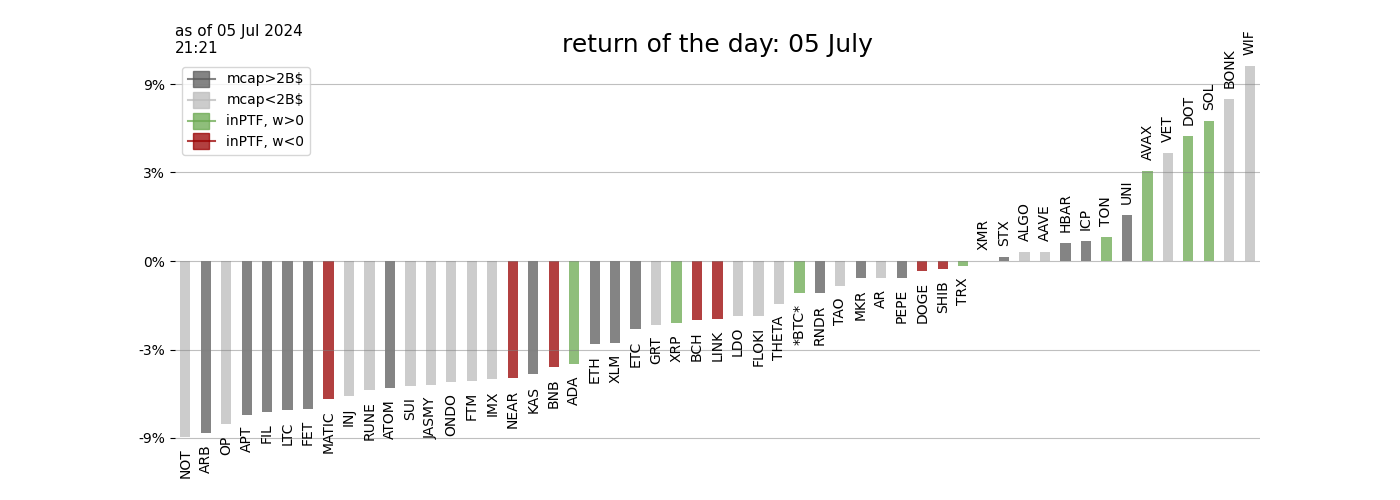 as of 05 Jul 2024
21:21
return of the day: 05 July
mcap>2B$
mcap<2B$
inPTF, w>0
inPTF, w<0
9%
3%
0%
-3%
-9%
NOT
ARB
OP
APT
FIL
LTC
FET
MATIC
INJ
RUNE
ATOM
SUI
JASMY
ONDO
FTM
IMX
NEAR
KAS
BNB
ADA
ETH
XLM
ETC
GRT
XRP
BCH
LINK
LDO
FLOKI
THETA
*BTC*
RNDR
TAO
MKR
AR
PEPE
DOGE
SHIB
TRX
XMR
STX
ALGO
AAVE
HBAR
ICP
TON
UNI
AVAX
VET
DOT
SOL
BONK
WIF